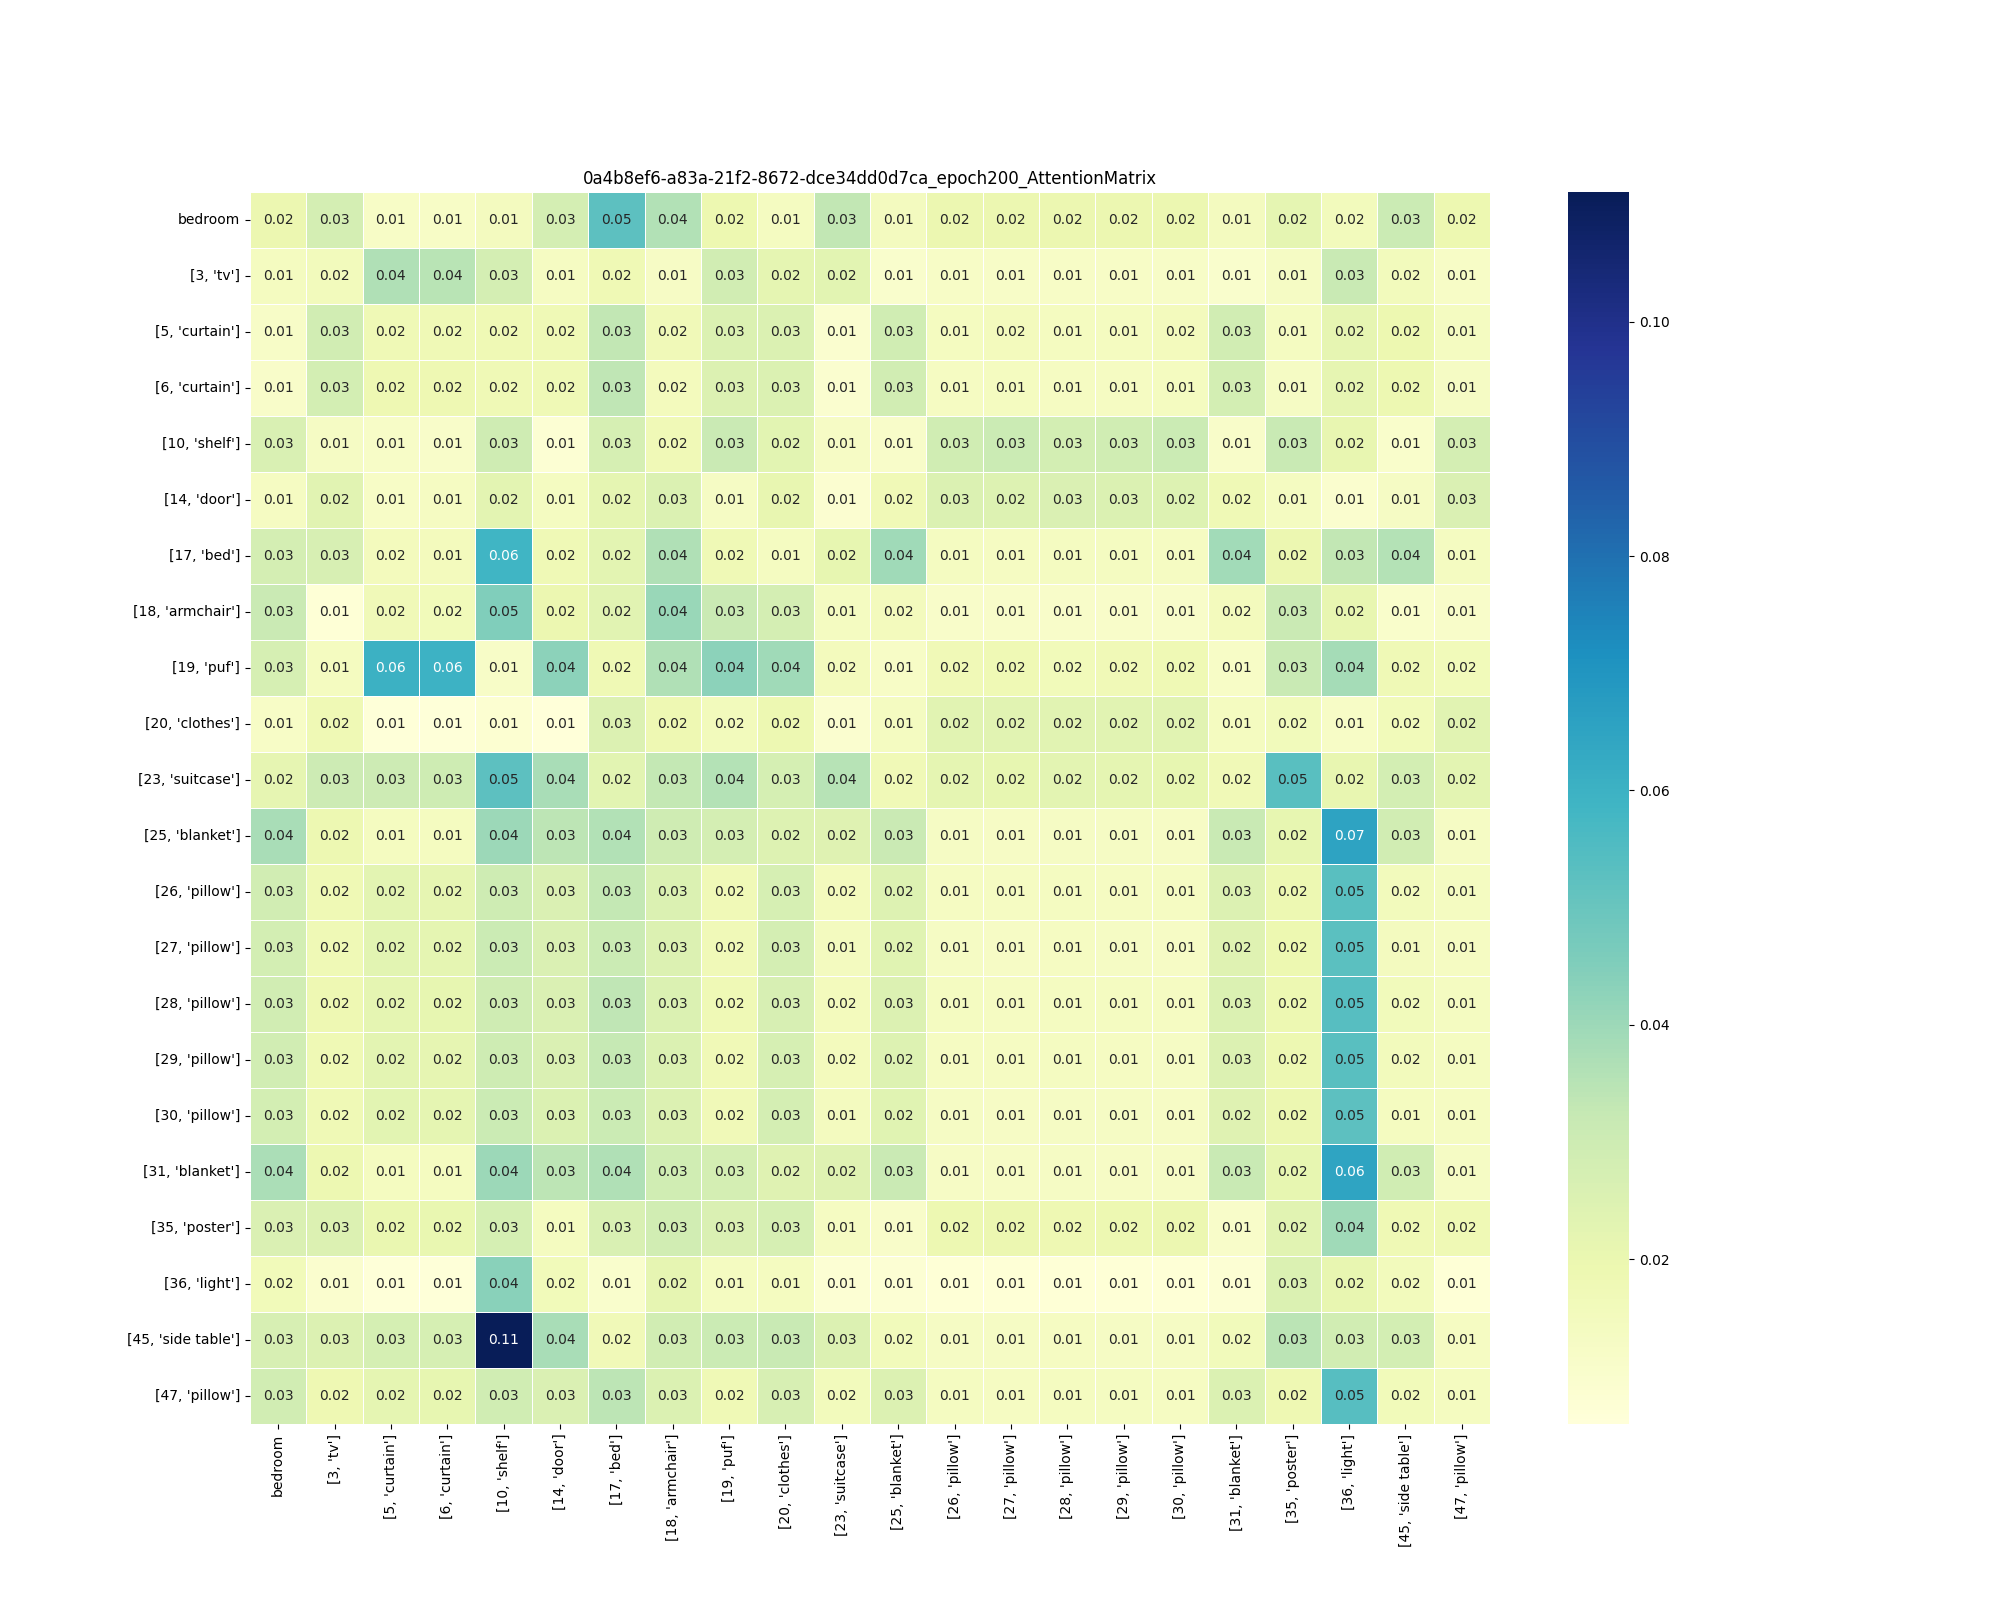 0a4b8ef6-a83a-21f2-8672-dce34dd0d7ca_epoch200_AttentionMatrix
bedroom 0.02 0.03 0.01 0.01 0.01 0.03 0.05 0.04 0.02 0.01 0.03 0.01 0.02 0.02 0.02 0.02 0.02 0.01 0.02 0.02 0.03 0.02
[3, 'tv'] 0.01 0.02 0.04 0.04 0.03 0.01 0.02 0.01 0.03 0.02 0.02 0.01 0.01 0.01 0.01 0.01 0.01 0.01 0.01 0.03 0.02 0.01
[5, 'curtain'] 0.01 0.03 0.02 0.02 0.02 0.02 0.03 0.02 0.03 0.03 0.01 0.03 0.01 0.02 0.01 0.01 0.02 0.03 0.01 0.02 0.02 0.01
[6, 'curtain'] 0.01 0.03 0.02 0.02 0.02 0.02 0.03 0.02 0.03 0.03 0.01 0.03 0.01 0.01 0.01 0.01 0.01 0.03 0.01 0.02 0.02 0.01
[10, 'shelf'] 0.03 0.01 0.01 0.01 0.03 0.01 0.03 0.02 0.03 0.02 0.01 0.01 0.03 0.03 0.03 0.03 0.03 0.01 0.03 0.02 0.01 0.03
[14, 'door'] 0.01 0.02 0.01 0.01 0.02 0.01 0.02 0.03 0.01 0.02 0.01 0.02 0.03 0.02 0.03 0.03 0.02 0.02 0.01 0.01 0.01 0.03
[17, 'bed'] 0.03 0.03 0.02 0.01 0.06 0.02 0.02 0.04 0.02 0.01 0.02 0.04 0.01 0.01 0.01 0.01 0.01 0.04 0.02 0.03 0.04 0.01
[18, 'armchair'] 0.03 0.01 0.02 0.02 0.05 0.02 0.02 0.04 0.03 0.03 0.01 0.02 0.01 0.01 0.01 0.01 0.01 0.02 0.03 0.02 0.01 0.01
[19, 'puf'] 0.03 0.01 0.06 0.06 0.01 0.04 0.02 0.04 0.04 0.04 0.02 0.01 0.02 0.02 0.02 0.02 0.02 0.01 0.03 0.04 0.02 0.02
[20, 'clothes'] 0.01 0.02 0.01 0.01 0.01 0.01 0.03 0.02 0.02 0.02 0.01 0.01 0.02 0.02 0.02 0.02 0.02 0.01 0.02 0.01 0.02 0.02
[23, 'suitcase'] 0.02 0.03 0.03 0.03 0.05 0.04 0.02 0.03 0.04 0.03 0.04 0.02 0.02 0.02 0.02 0.02 0.02 0.02 0.05 0.02 0.03 0.02
[25, 'blanket'] 0.04 0.02 0.01 0.01 0.04 0.03 0.04 0.03 0.03 0.02 0.02 0.03 0.01 0.01 0.01 0.01 0.01 0.03 0.02 0.07 0.03 0.01
[26, 'pillow'] 0.03 0.02 0.02 0.02 0.03 0.03 0.03 0.03 0.02 0.03 0.02 0.02 0.01 0.01 0.01 0.01 0.01 0.03 0.02 0.05 0.02 0.01
[27, 'pillow'] 0.03 0.02 0.02 0.02 0.03 0.03 0.03 0.03 0.02 0.03 0.01 0.02 0.01 0.01 0.01 0.01 0.01 0.02 0.02 0.05 0.01 0.01
[28, 'pillow'] 0.03 0.02 0.02 0.02 0.03 0.03 0.03 0.03 0.02 0.03 0.02 0.03 0.01 0.01 0.01 0.01 0.01 0.03 0.02 0.05 0.02 0.01
[29, 'pillow'] 0.03 0.02 0.02 0.02 0.03 0.03 0.03 0.03 0.02 0.03 0.02 0.02 0.01 0.01 0.01 0.01 0.01 0.03 0.02 0.05 0.02 0.01
[30, 'pillow'] 0.03 0.02 0.02 0.02 0.03 0.03 0.03 0.03 0.02 0.03 0.01 0.02 0.01 0.01 0.01 0.01 0.01 0.02 0.02 0.05 0.01 0.01
[31, 'blanket'] 0.04 0.02 0.01 0.01 0.04 0.03 0.04 0.03 0.03 0.02 0.02 0.03 0.01 0.01 0.01 0.01 0.01 0.03 0.02 0.06 0.03 0.01
[35, 'poster'] 0.03 0.03 0.02 0.02 0.03 0.01 0.03 0.03 0.03 0.03 0.01 0.01 0.02 0.02 0.02 0.02 0.02 0.01 0.02 0.04 0.02 0.02
[36, 'light'] 0.02 0.01 0.01 0.01 0.04 0.02 0.01 0.02 0.01 0.01 0.01 0.01 0.01 0.01 0.01 0.01 0.01 0.01 0.03 0.02 0.02 0.01
[45, 'side table'] 0.03 0.03 0.03 0.03 0.11 0.04 0.02 0.03 0.03 0.03 0.03 0.02 0.01 0.01 0.01 0.01 0.01 0.02 0.03 0.03 0.03 0.01
[47, 'pillow'] 0.03 0.02 0.02 0.02 0.03 0.03 0.03 0.03 0.02 0.03 0.02 0.03 0.01 0.01 0.01 0.01 0.01 0.03 0.02 0.05 0.02 0.01
bedroom
[3, 'tv']
[5, 'curtain']
[6, 'curtain']
[10, 'shelf']
[14, 'door']
[17, 'bed']
[18, 'armchair']
[19, 'puf']
[20, 'clothes']
[23, 'suitcase']
[25, 'blanket']
[26, 'pillow']
[27, 'pillow']
[28, 'pillow']
[29, 'pillow']
[30, 'pillow']
[31, 'blanket']
[35, 'poster']
[36, 'light']
[45, 'side table']
[47, 'pillow']
0.10
0.08
0.06
0.04
0.02